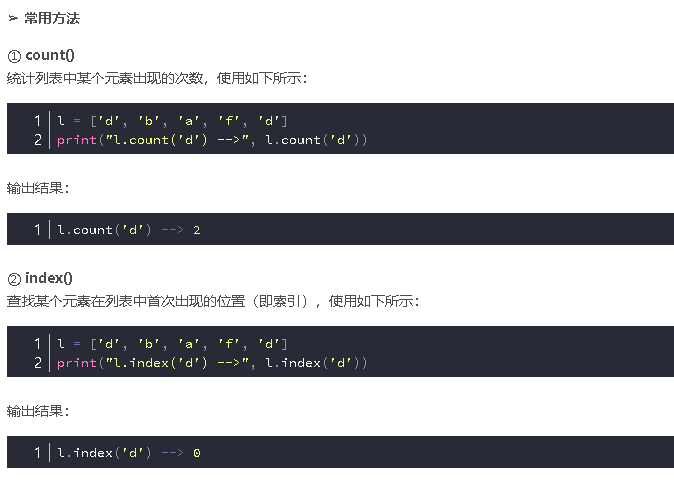 ➢ 常用方法
① count()
统计列表中某个元素出现的次数，使用如下所示：
1 l = ['d', 'b', 'a', 'f', 'd']
2 print("l.count('d') -->", l.count('d'))
输出结果：
1 l.count('d') --> 2
② index()
查找某个元素在列表中首次出现的位置（即索引），使用如下所示：
1 l = ['d', 'b', 'a', 'f', 'd']
2 print("l.index('d') -->", l.index('d'))
输出结果：
1 l.index('d') --> 0